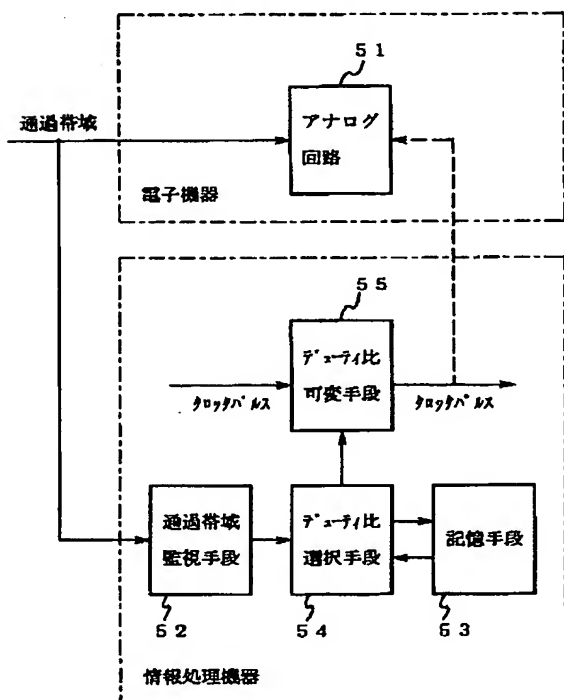 ５１
通過帯域
アナログ
回路
電子機器
５５
デューティ比
可変手段
クロックパルス
クロックパルス
通過帯域
監視手段
デューティ比
選択手段
記憶手段
５２
５４
５３
情報処理機器